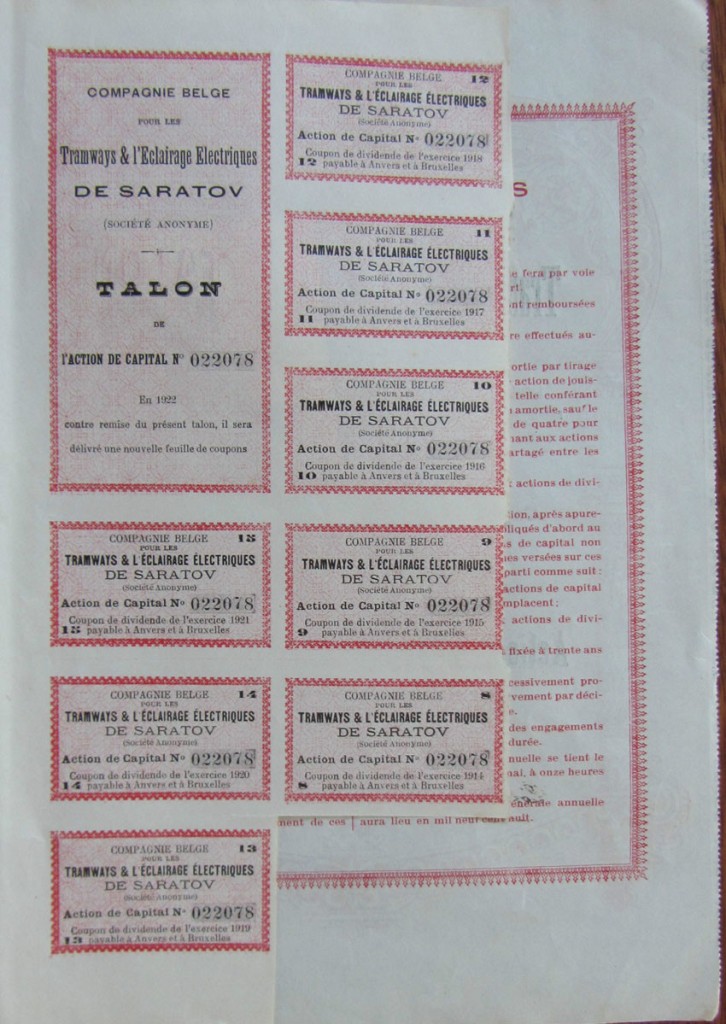 COMPAGNIE BELGE
POUR LES
Tramways & l'Eclairage Electriques
DE SARATOV
(SOCIÉTÉ ANONYME)
TALON
DE
l'ACTION DE CAPITAL N° 022078
En 1922
contre remise du présent talon, il sera
délivré une nouvelle feuille de coupons
COMPAGNIE BELGE 15
POUR LES
TRAMWAYS & L'ÉCLAIRAGE ÉLECTRIQUES
DE SARATOV
(Société Anonyme)
Action de Capital N° 022078
Coupon de dividende de l'exercice 1921
15 payable à Anvers et à Bruxelles
COMPAGNIE BELGE 14
POUR LES
TRAMWAYS & L'ÉCLAIRAGE ÉLECTRIQUES
DE SARATOV
(Société Anonyme)
Action de Capital N° 022078
Coupon de dividende de l'exercice 1920
14 payable à Anvers et à Bruxelles
COMPAGNIE BELGE 13
POUR LES
TRAMWAYS & L'ÉCLAIRAGE ÉLECTRIQUES
DE SARATOV
(Société Anonyme)
Action de Capital N° 022078
Coupon de dividende de l'exercice 1919
13 payable à Anvers et à Bruxelles
COMPAGNIE BELGE 12
POUR LES
TRAMWAYS & L'ÉCLAIRAGE ÉLECTRIQUES
DE SARATOV
(Société Anonyme)
Action de Capital N° 022078
Coupon de dividende de l'exercice 1918
12 payable à Anvers et à Bruxelles
COMPAGNIE BELGE 11
POUR LES
TRAMWAYS & L'ÉCLAIRAGE ÉLECTRIQUES
DE SARATOV
(Société Anonyme)
Action de Capital N° 022078
Coupon de dividende de l'exercice 1917
11 payable à Anvers et à Bruxelles
COMPAGNIE BELGE 10
POUR LES
TRAMWAYS & L'ÉCLAIRAGE ÉLECTRIQUES
DE SARATOV
(Société Anonyme)
Action de Capital N° 022078
Coupon de dividende de l'exercice 1916
10 payable à Anvers et à Bruxelles
COMPAGNIE BELGE 9
POUR LES
TRAMWAYS & L'ÉCLAIRAGE ÉLECTRIQUES
DE SARATOV
(Société Anonyme)
Action de Capital N° 022078
Coupon de dividende de l'exercice 1915
9 payable à Anvers et à Bruxelles
COMPAGNIE BELGE 8
POUR LES
TRAMWAYS & L'ÉCLAIRAGE ÉLECTRIQUES
DE SARATOV
(Société Anonyme)
Action de Capital N° 022078
Coupon de dividende de l'exercice 1914
8 payable à Anvers et à Bruxelles
S
se fera par voie
rt.
nt remboursées
re effectués au-
ortie par tirage
action de jouis-
telle conférant
amortie, sauf le
de quatre pour
nant aux actions
artagé entre les
actions de divi-
tion, après apure-
liqués d'abord au
s de capital non
es versées sur ces
parti comme suit :
actions de capital
mplacent ;
actions de divi-
fixée à trente ans
cessivement pro-
vement par déci-
e.
des engagements
durée.
nuelle se tient le
mai, à onze heures
énérale annuelle
nent de ces aura lieu en mil neuf cent